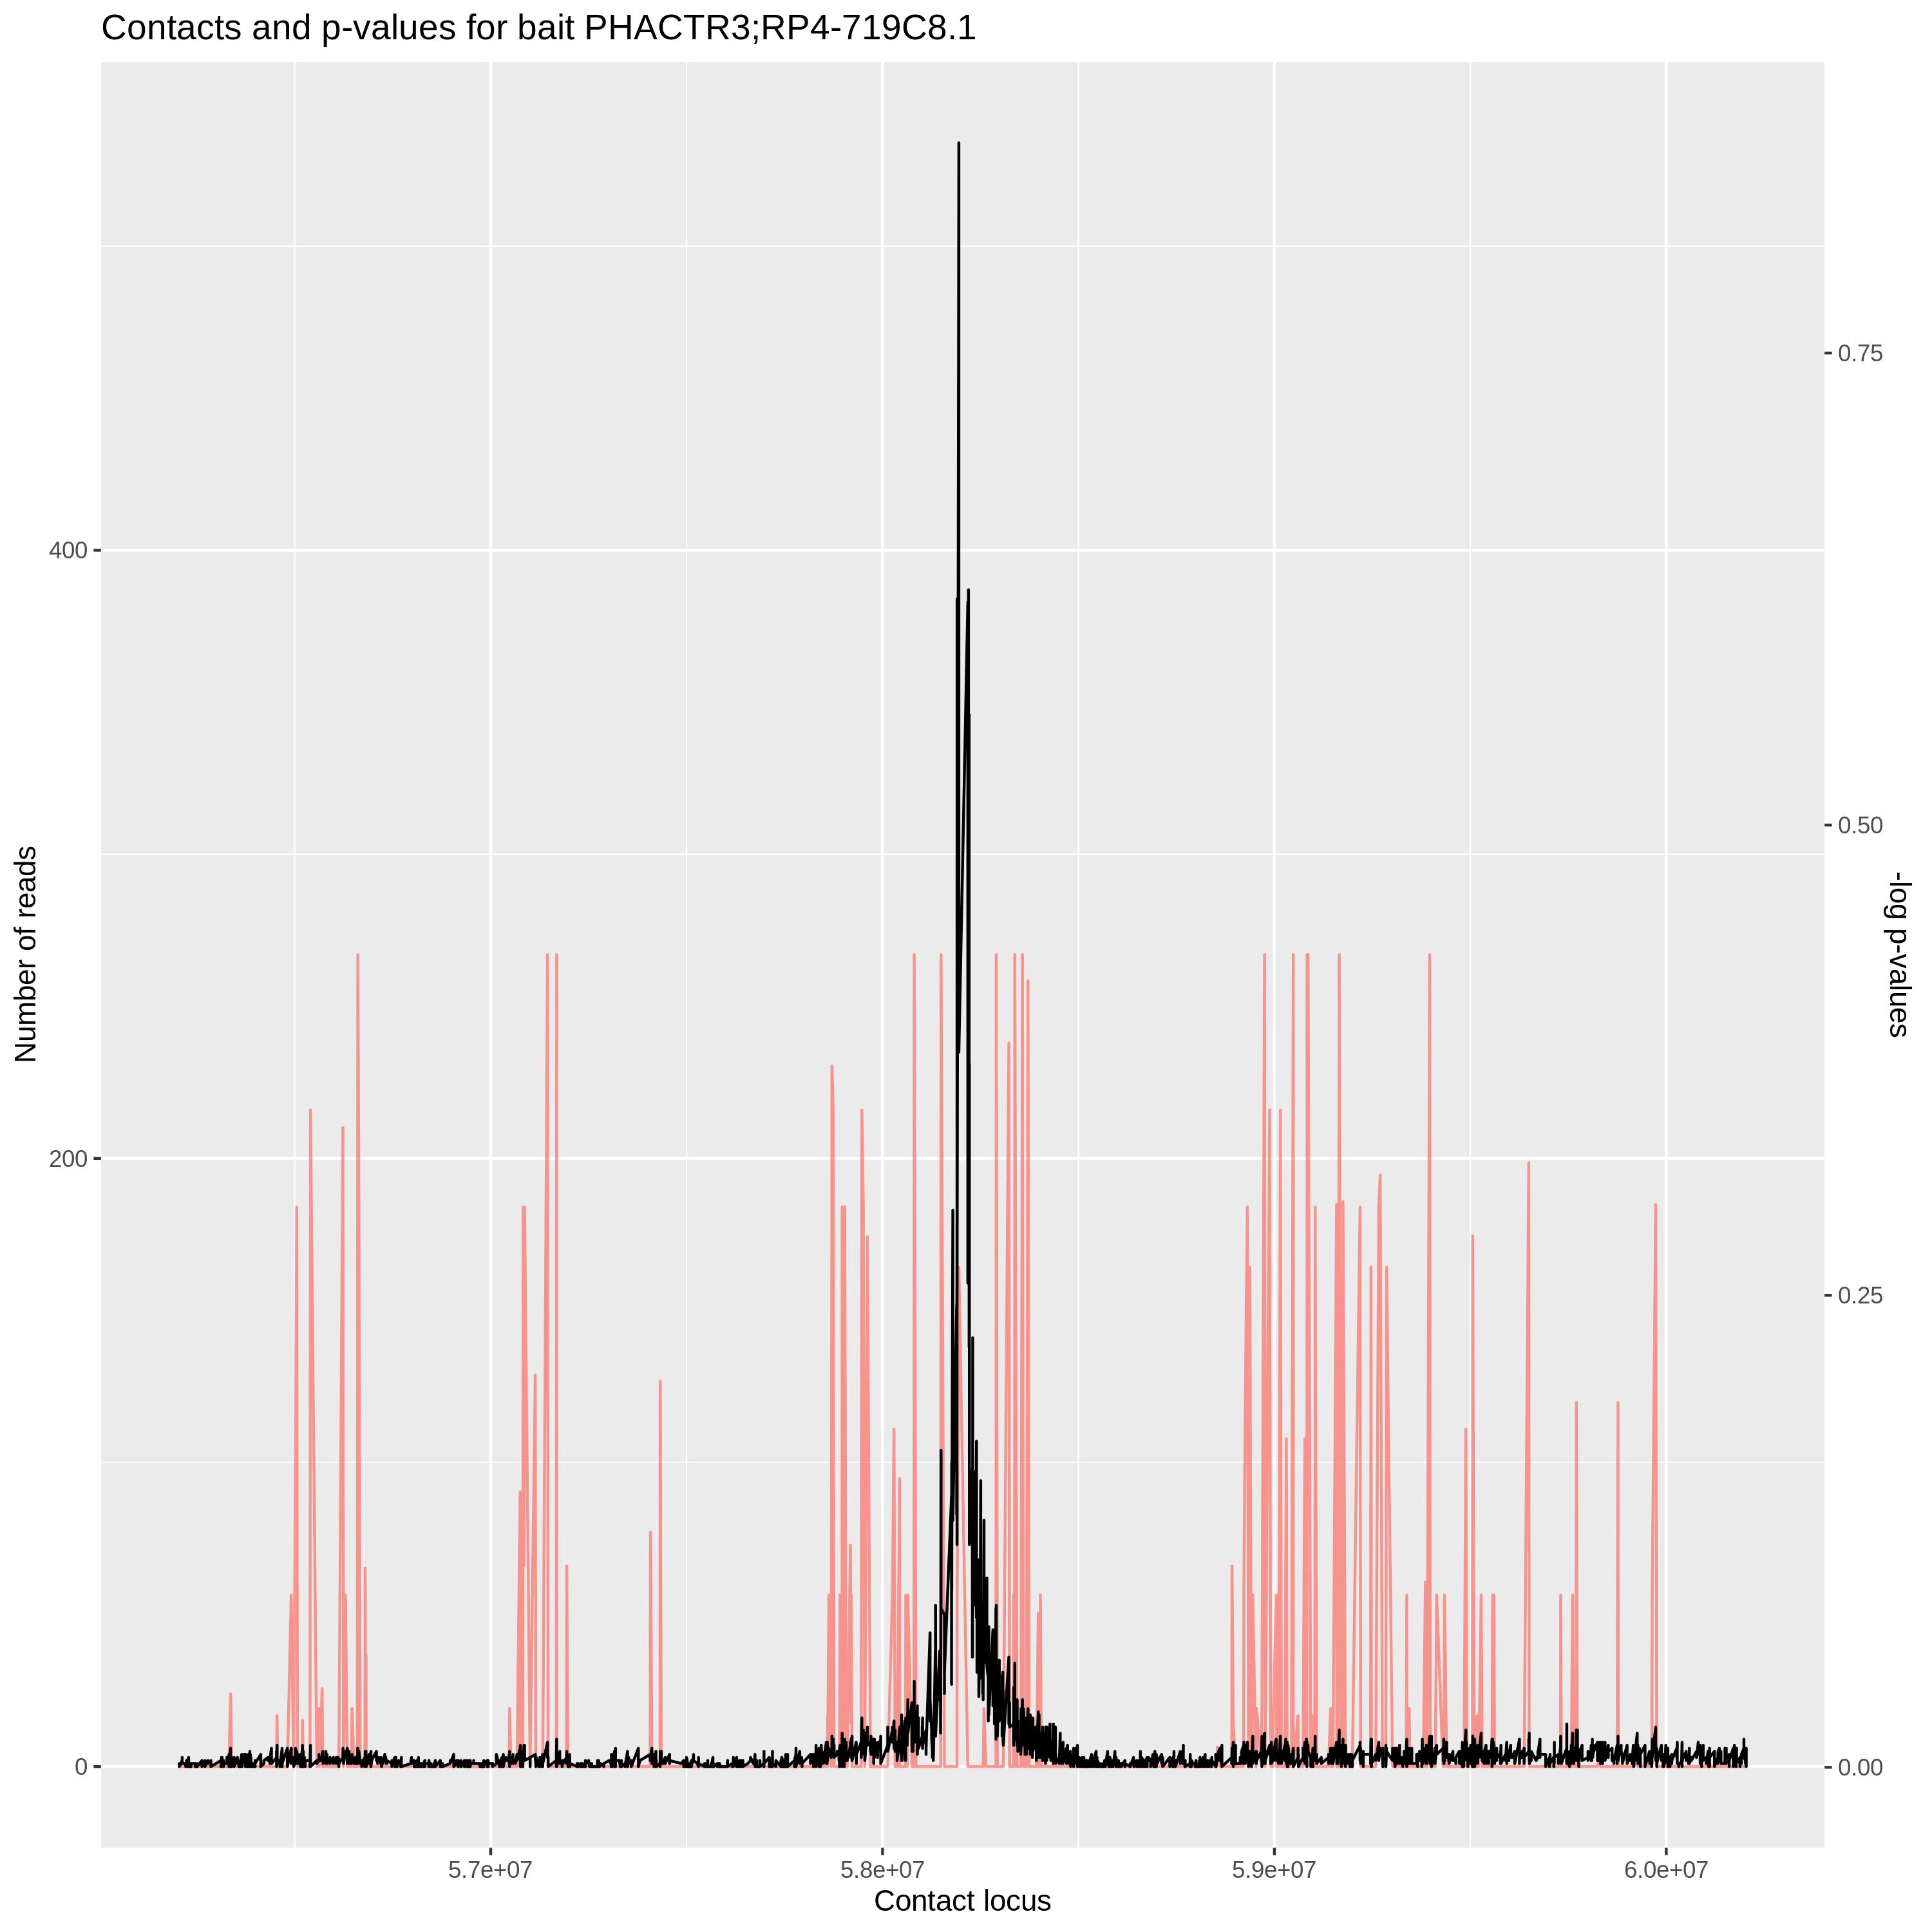 Contacts and p-values for bait PHACTR3;RP4-719C8.1
Number of reads
400
200
0
0.75
0.50
0.25
0.00
-log p-values
5.7e+07 5.8e+07 5.9e+07 6.0e+07
Contact locus